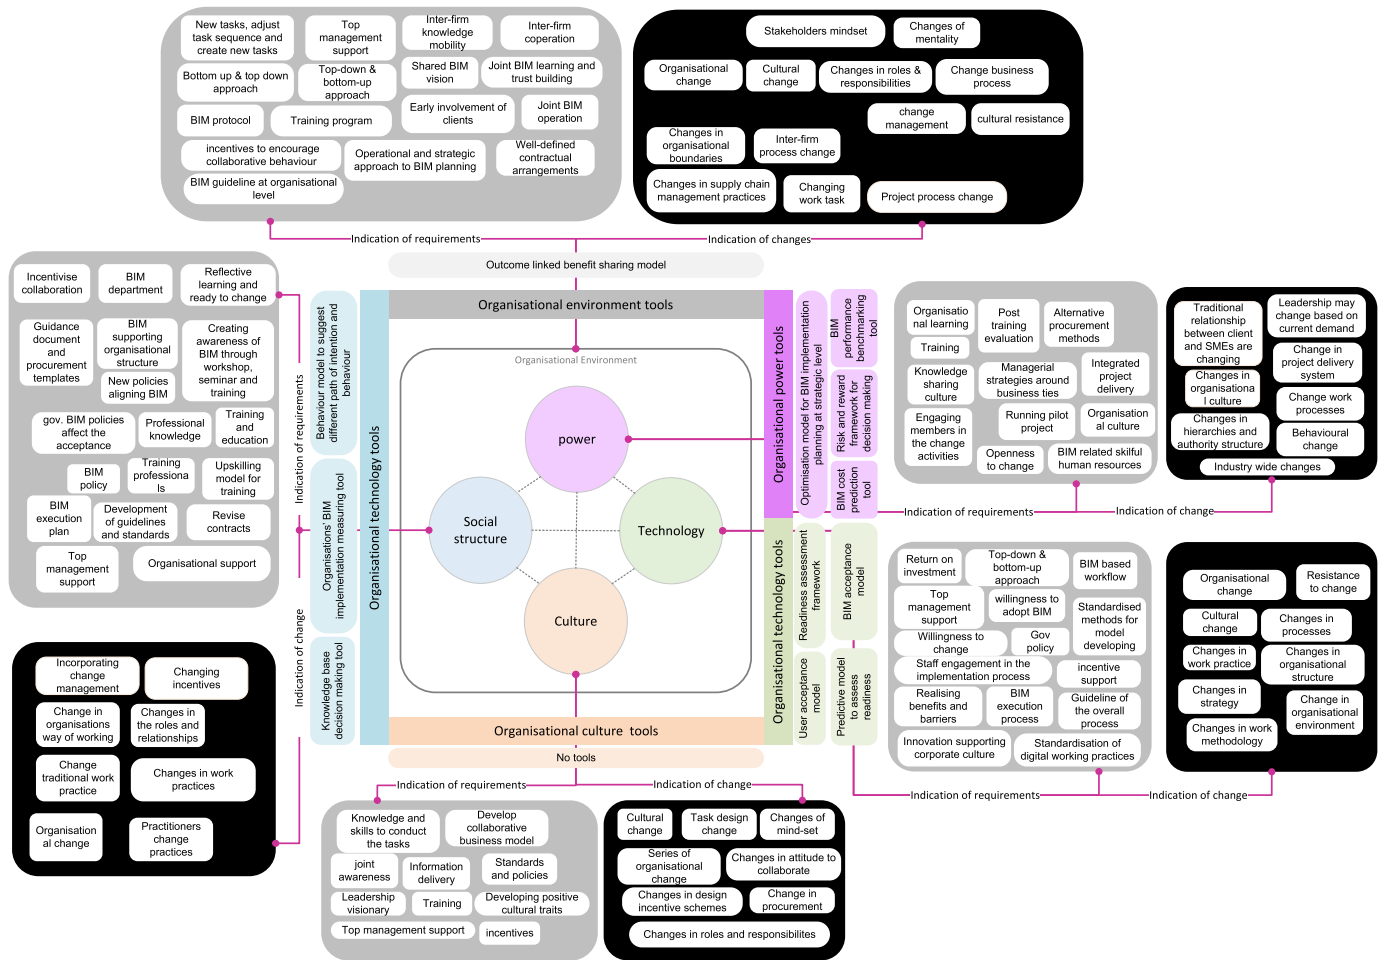 New tasks, adjust
task sequence and
create new tasks
Top
management
support
Inter-firm
knowledge
mobility
Inter-firm
coperation
Bottom up & top down
approach
Top-down &
bottom-up
approach
Shared BIM
vision
Joint BIM learning and
trust building
BIM protocol
Training program
Early involvement of
clients
Joint BIM
operation
incentives to encourage
collaborative behaviour
Operational and strategic
approach to BIM planning
Well-defined
contractual
arrangements
BIM guideline at organisational
level
Stakeholders mindset
Changes of
mentality
Organisational
change
Cultural
change
Changes in roles &
responsibilities
Change business
process
change
management
cultural resistance
Changes in
organisational
boundaries
Inter-firm
process change
Changes in supply chain
management practices
Changing
work task
Project process change
Indication of requirements
Indication of changes
Outcome linked benefit sharing model
Organisational environment tools
Organisational Environment
power
Social
structure
Technology
Culture
Organisational culture  tools
No tools
Incentivise
collaboration
BIM
department
Reflective
learning and
ready to change
Guidance
document
and
procurement
templates
BIM
supporting
organisational
structure
Creating
awareness of
BIM through
workshop,
seminar and
training
New policies
aligning BIM
gov. BIM policies
affect the
acceptance
Professional
knowledge
Training
and
education
BIM
policy
Training
professiona
ls
Upskilling
model for
training
BIM
execution
plan
Development
of guidelines
and standards
Revise
contracts
Top
management
support
Organisational support
Indication of requirements
Indication of change
Behaviour model to suggest
different path of intention and
behaviour
Organisations' BIM
implementation measuring tool
Knowledge base
decision making tool
Organisational technology tools
Incorporating
change
management
Changing
incentives
Change in
organisations
way of working
Changes in
the roles and
relationships
Change
traditional work
practice
Changes in work
practices
Organisation
al change
Practitioners
change
practices
Organisational power tools
Optimisation model for BIM implementation
planning at strategic level
BIM
performance
benchmarking
tool
Risk and reward
framework for
decision making
BIM cost
prediction
tool
Organisational technology tools
Readiness assessment
framework
BIM acceptance
model
User acceptance
model
Predictive model
to assess
readiness
Organisatio
nal learning
Post
training
evaluation
Alternative
procurement
methods
Training
Knowledge
sharing
culture
Managerial
strategies around
business ties
Integrated
project
delivery
Engaging
members in
the change
activities
Running pilot
project
Organisation
al culture
Openness
to change
BIM related skilful
human resources
Traditional
relationship
between client
and SMEs are
changing
Leadership may
change based on
current demand
Change in
project delivery
system
Changes in
organisationa
l culture
Change work
processes
Changes in
hierarchies and
authority structure
Behavioural
change
Industry wide changes
Indication of requirements
Indication of change
Return on
investment
Top-down &
bottom-up
approach
BIM based
workflow
Top
management
support
willingness to
adopt BIM
Standardised
methods for
model
developing
Willingness to
change
Gov
policy
Staff engagement in the
implementation process
incentive
support
Realising
benefits and
barriers
BIM
execution
process
Guideline of
the overall
process
Innovation supporting
corporate culture
Standardisation of
digital working practices
Organisational
change
Resistance
to change
Cultural
change
Changes in
processes
Changes in
work practice
Changes in
organisational
structure
Changes in
strategy
Change in
organisational
environment
Changes in work
methodology
Indication of requirements
Indication of change
Indication of requirements
Indication of change
Knowledge and
skills to conduct
the tasks
Develop
collaborative
business model
joint
awareness
Information
delivery
Standards
and policies
Leadership
visionary
Training
Developing positive
cultural traits
Top management support
incentives
Cultural
change
Task design
change
Changes of
mind-set
Series of
organisational
change
Changes in attitude to
collaborate
Changes in design
incentive schemes
Change in
procurement
Changes in roles and responsibilites